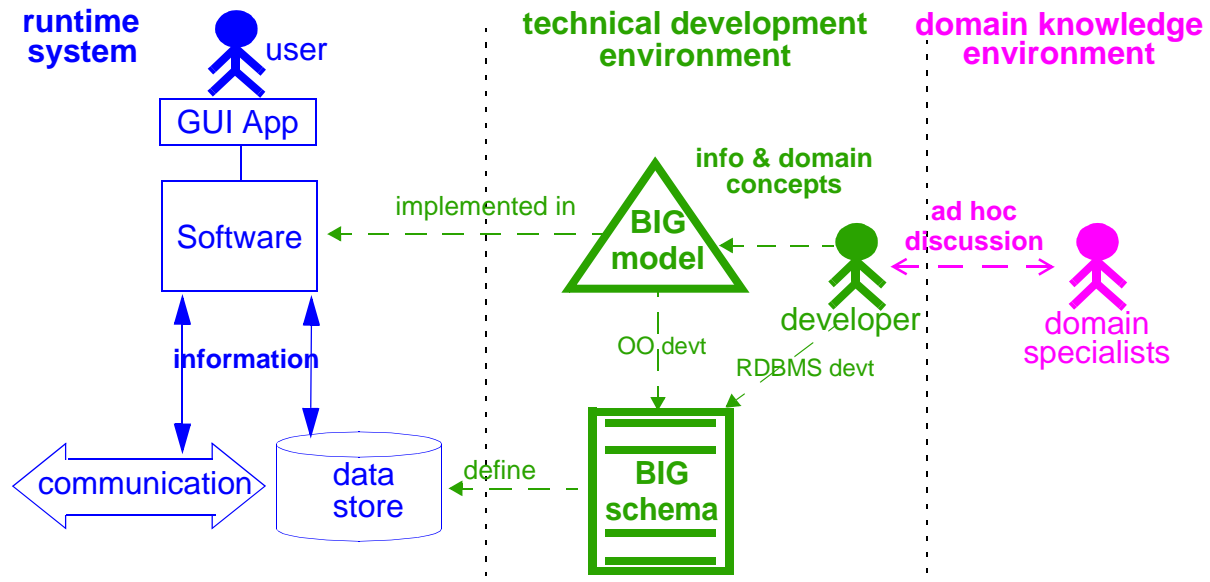 runtime
system
user
GUI App
Software
information
communication
data
store
technical development
environment
info & domain
concepts
implemented in
BIG
model
developer
OO devt
RDBMS devt
define
BIG
schema
domain knowledge
environment
ad hoc
discussion
domain
specialists